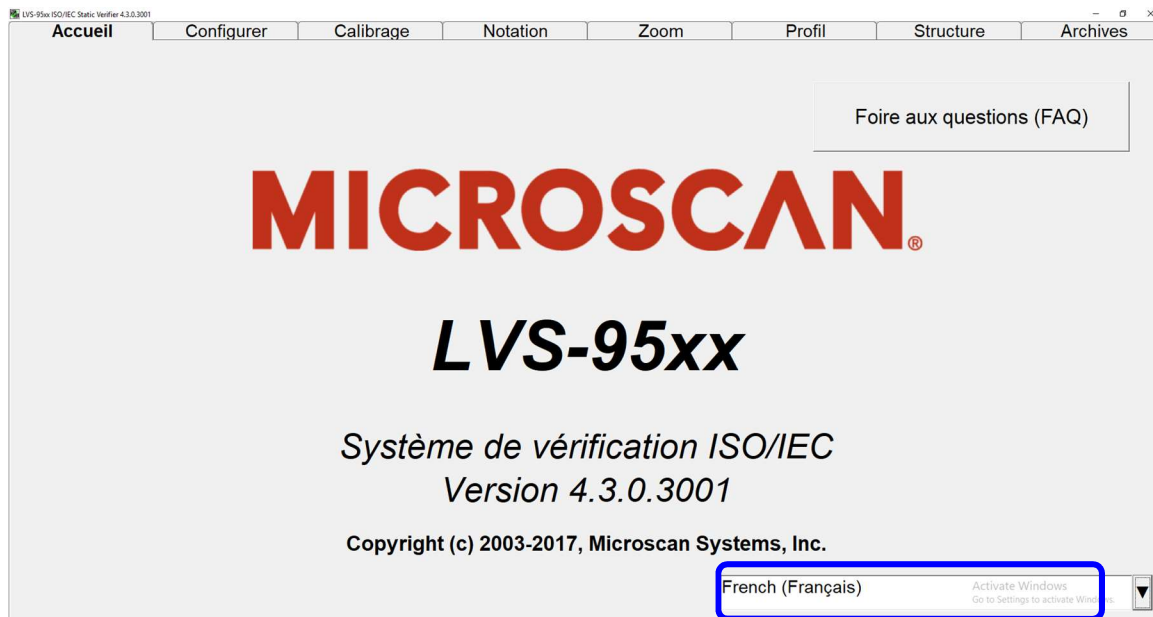 LVS-95xx ISO/IEC Static Verifier 4.3.0.3001
Accueil Configurer Calibrage Notation Zoom Profil Structure Archives
Foire aux questions (FAQ)
MICROSCAN®
LVS-95xx
Système de vérification ISO/IEC
Version 4.3.0.3001
Copyright (c) 2003-2017, Microscan Systems, Inc.
French (Français)
Activate Windows
Go to Settings to activate Windows.